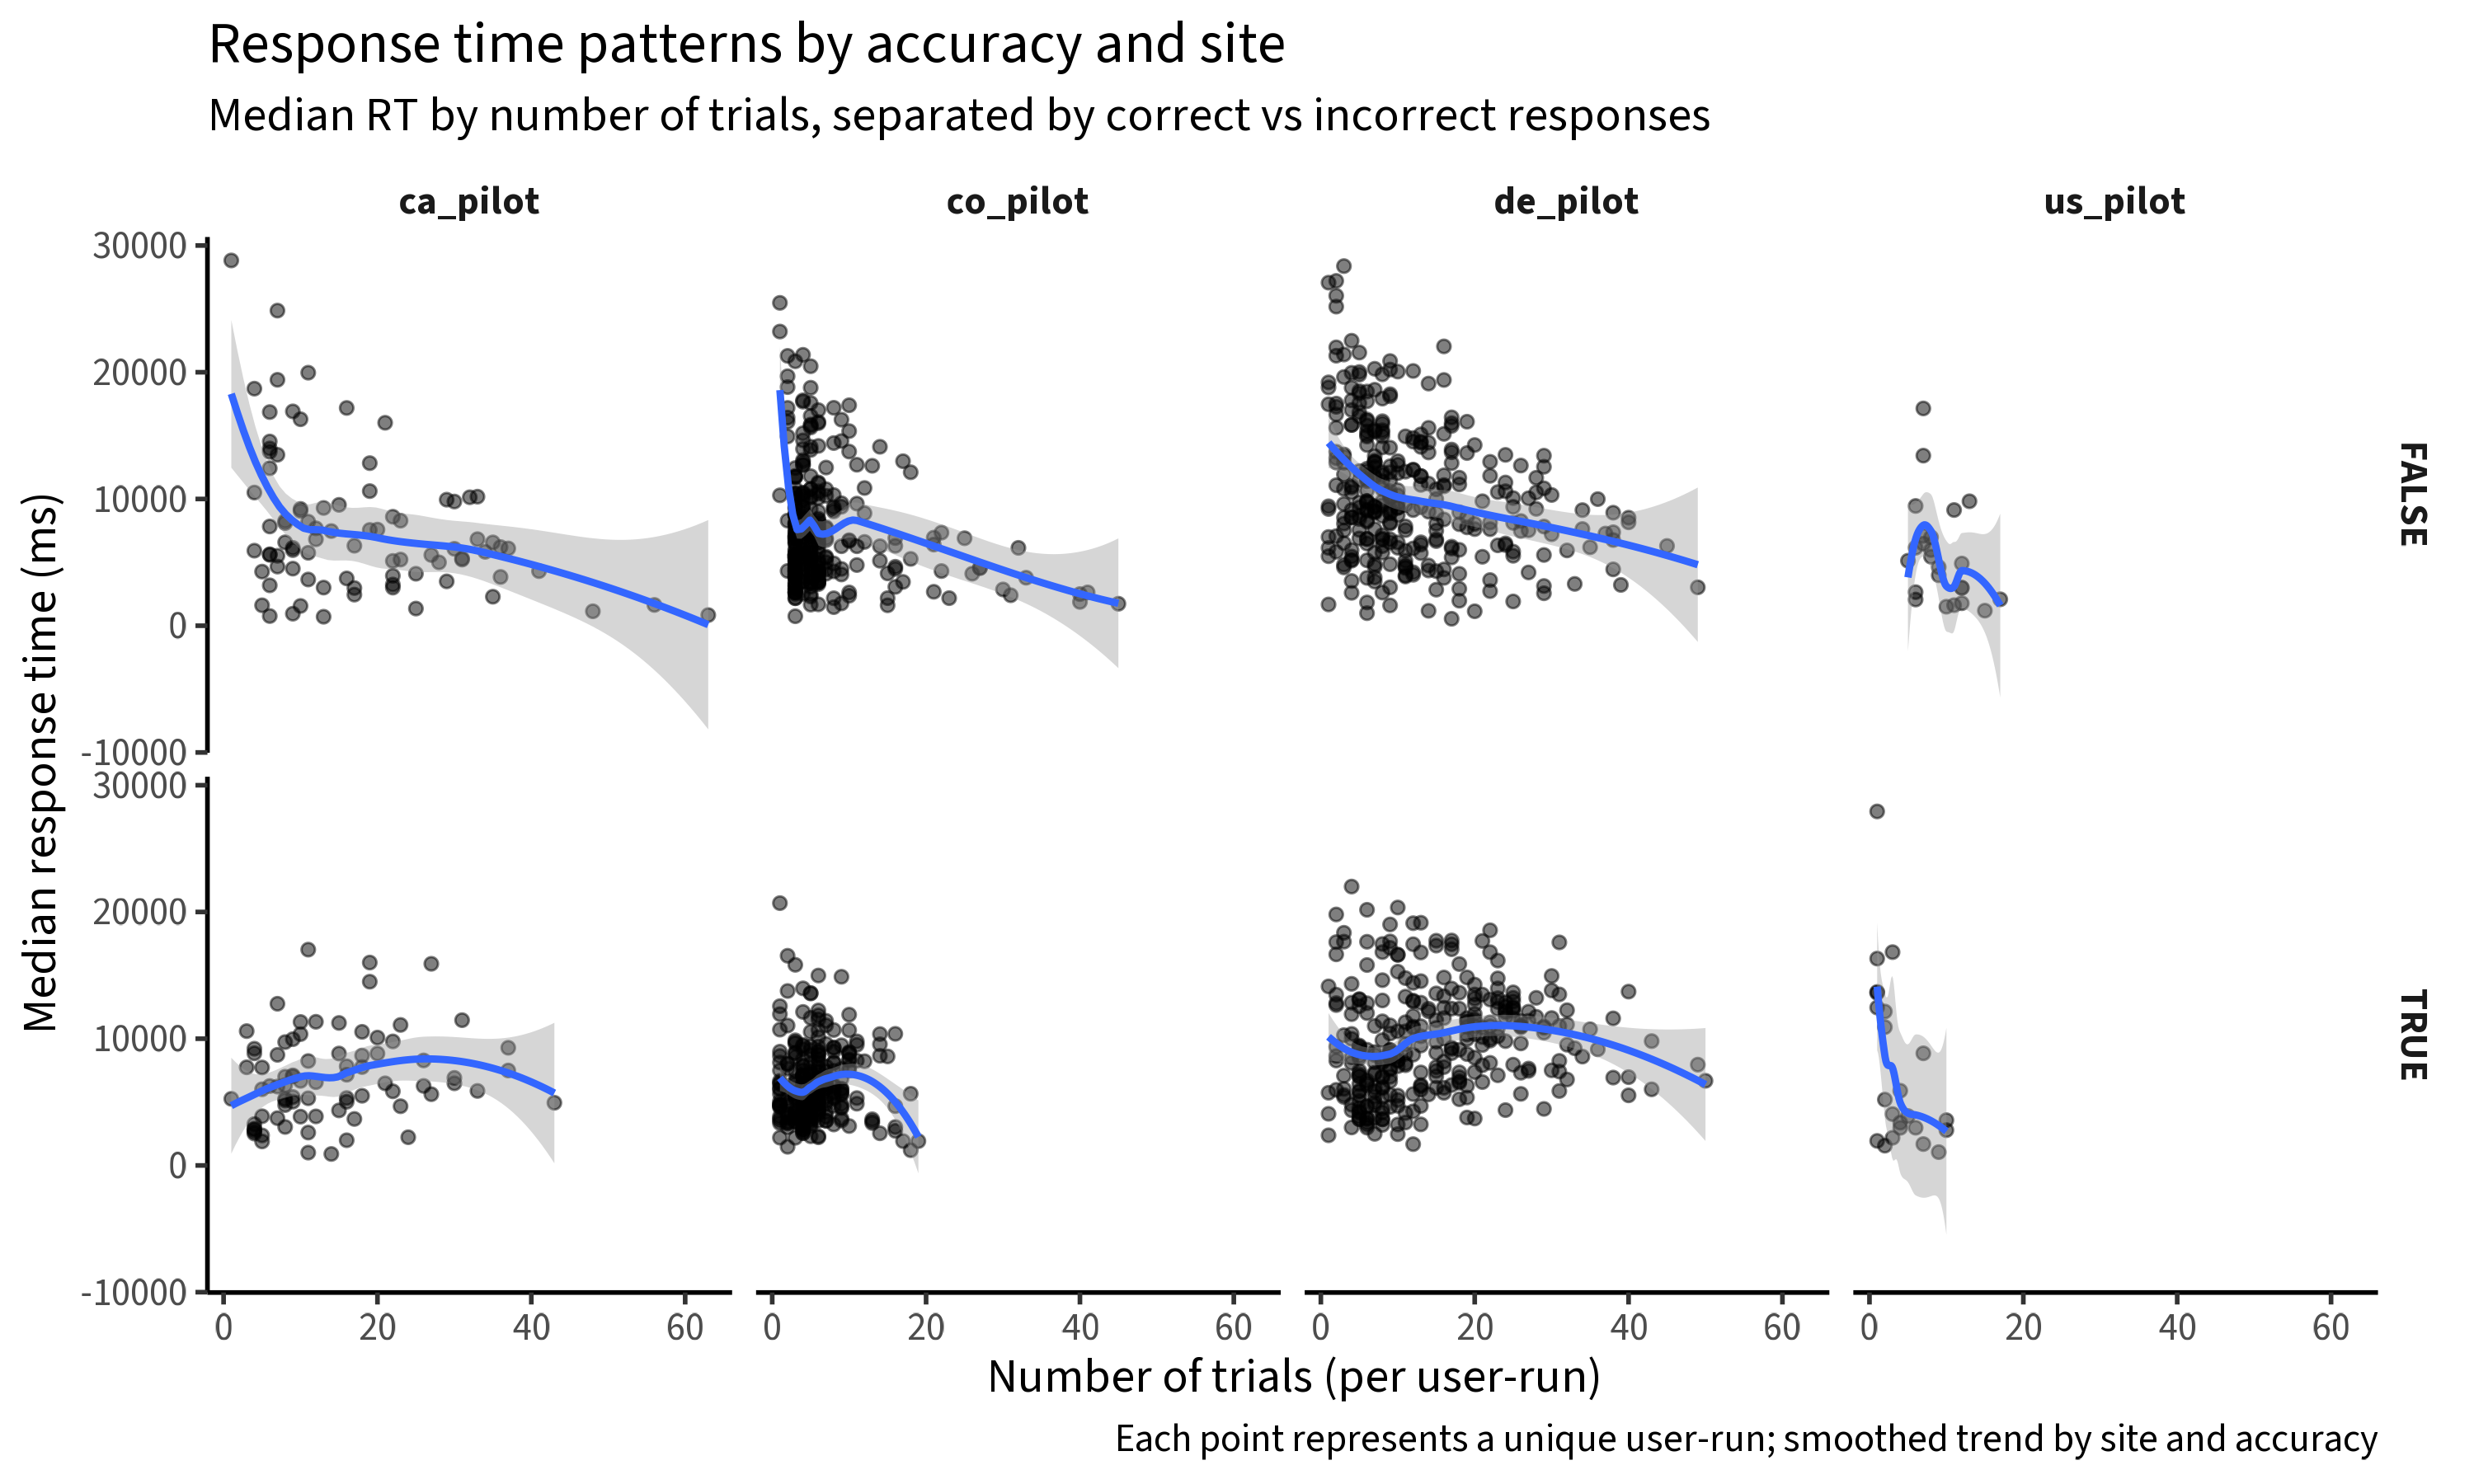 Response time patterns by accuracy and site
Median RT by number of trials, separated by correct vs incorrect responses
ca_pilot co_pilot de_pilot us_pilot
30000
20000
10000
0
-10000
FALSE
30000
20000
10000
0
-10000
TRUE
Median response time (ms)
0 20 40 60 0 20 40 60 0 20 40 60 0 20 40 60
Number of trials (per user-run)
Each point represents a unique user-run; smoothed trend by site and accuracy